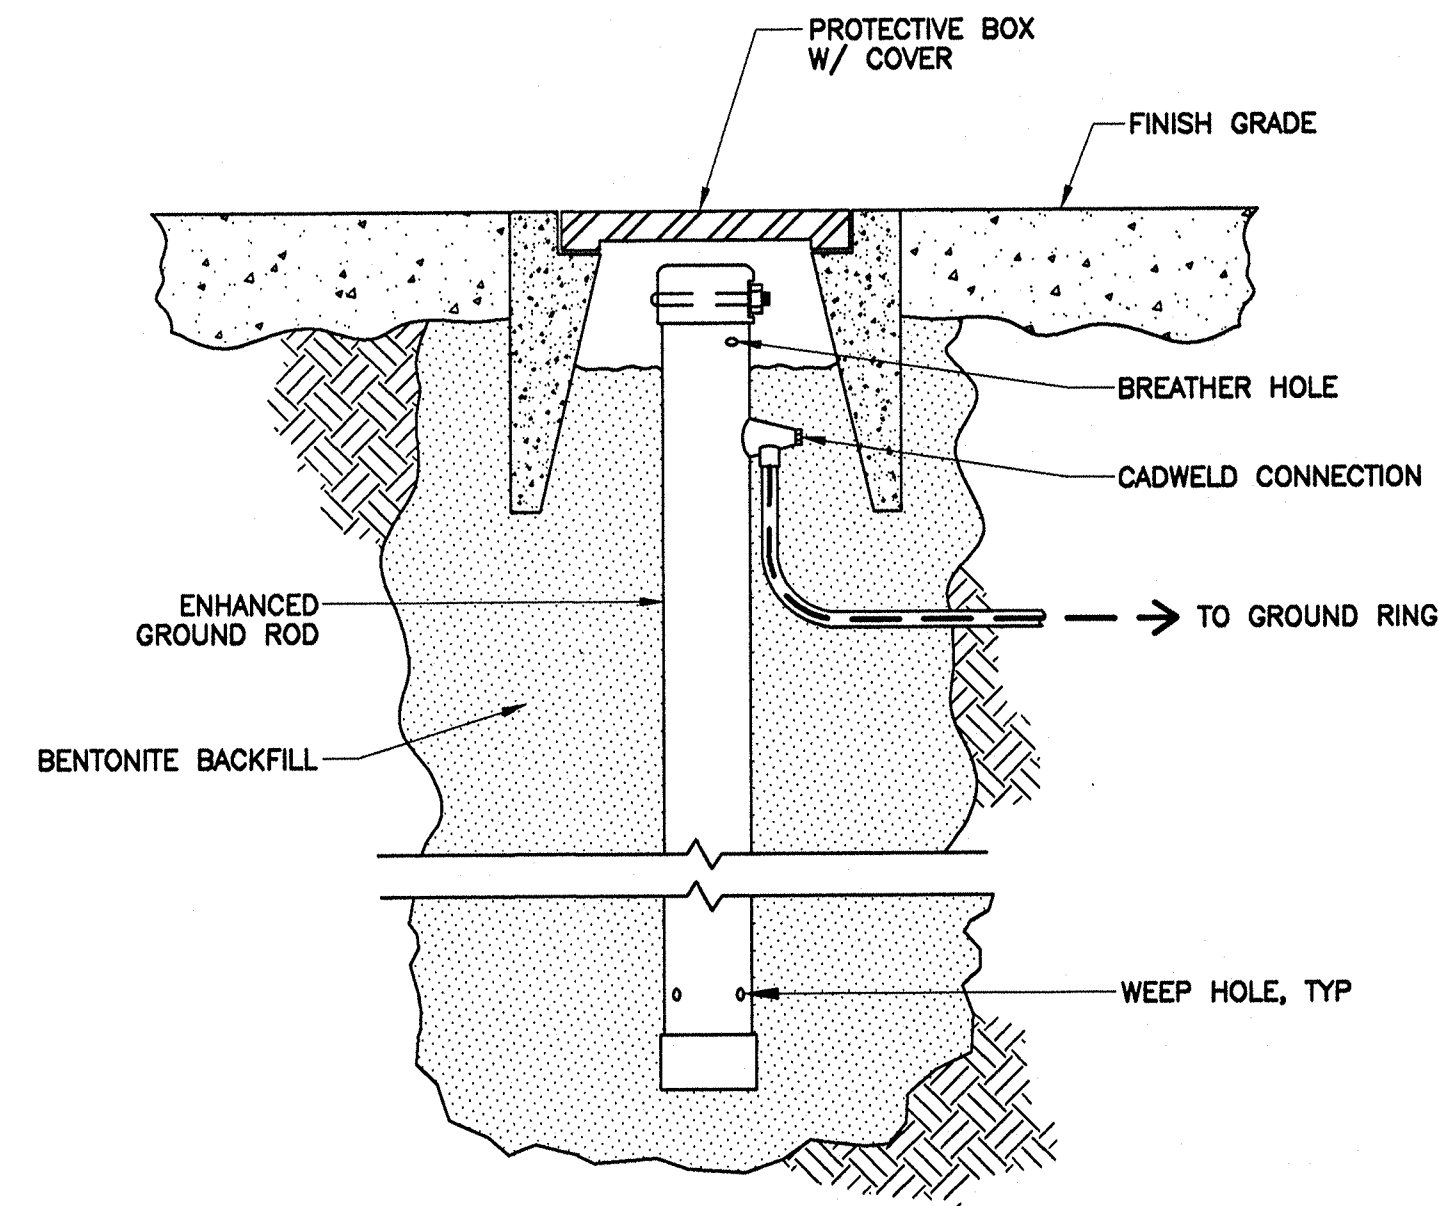 PROTECTIVE BOX
W/ COVER
FINISH GRADE
BREATHER HOLE
CADWELD CONNECTION
ENHANCED
GROUND ROD
TO GROUND RING
BENTONITE BACKFILL
WEEP HOLE, TYP